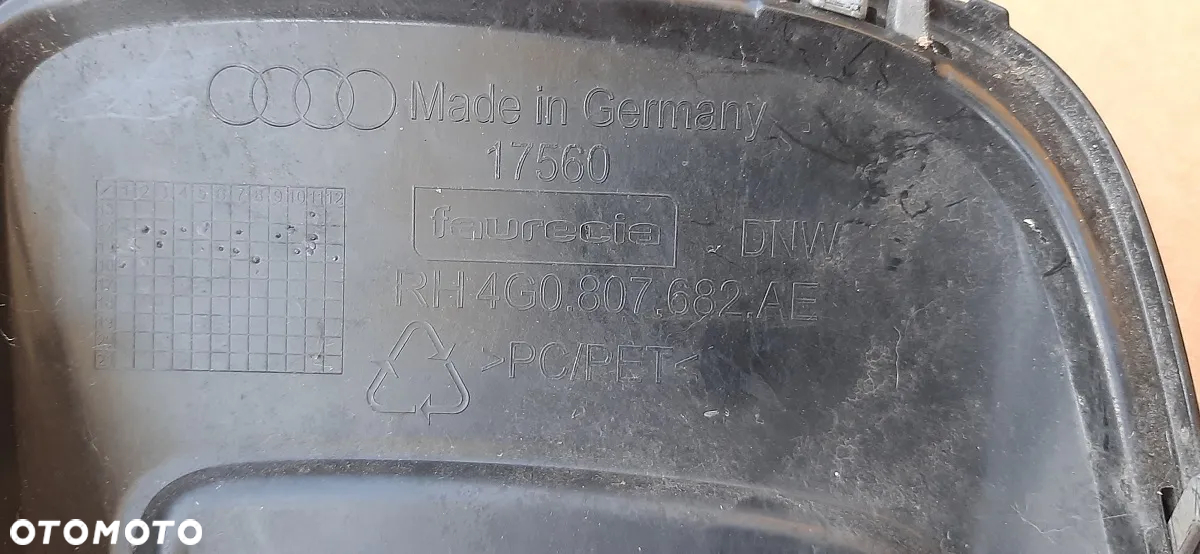 Made in Germany
17560
1 2 3 4 5 6 7 8 9 10 11 12
faurecia
DNW
RH 4G0.807.682.AE
>PC/PET<
OTOMOTO